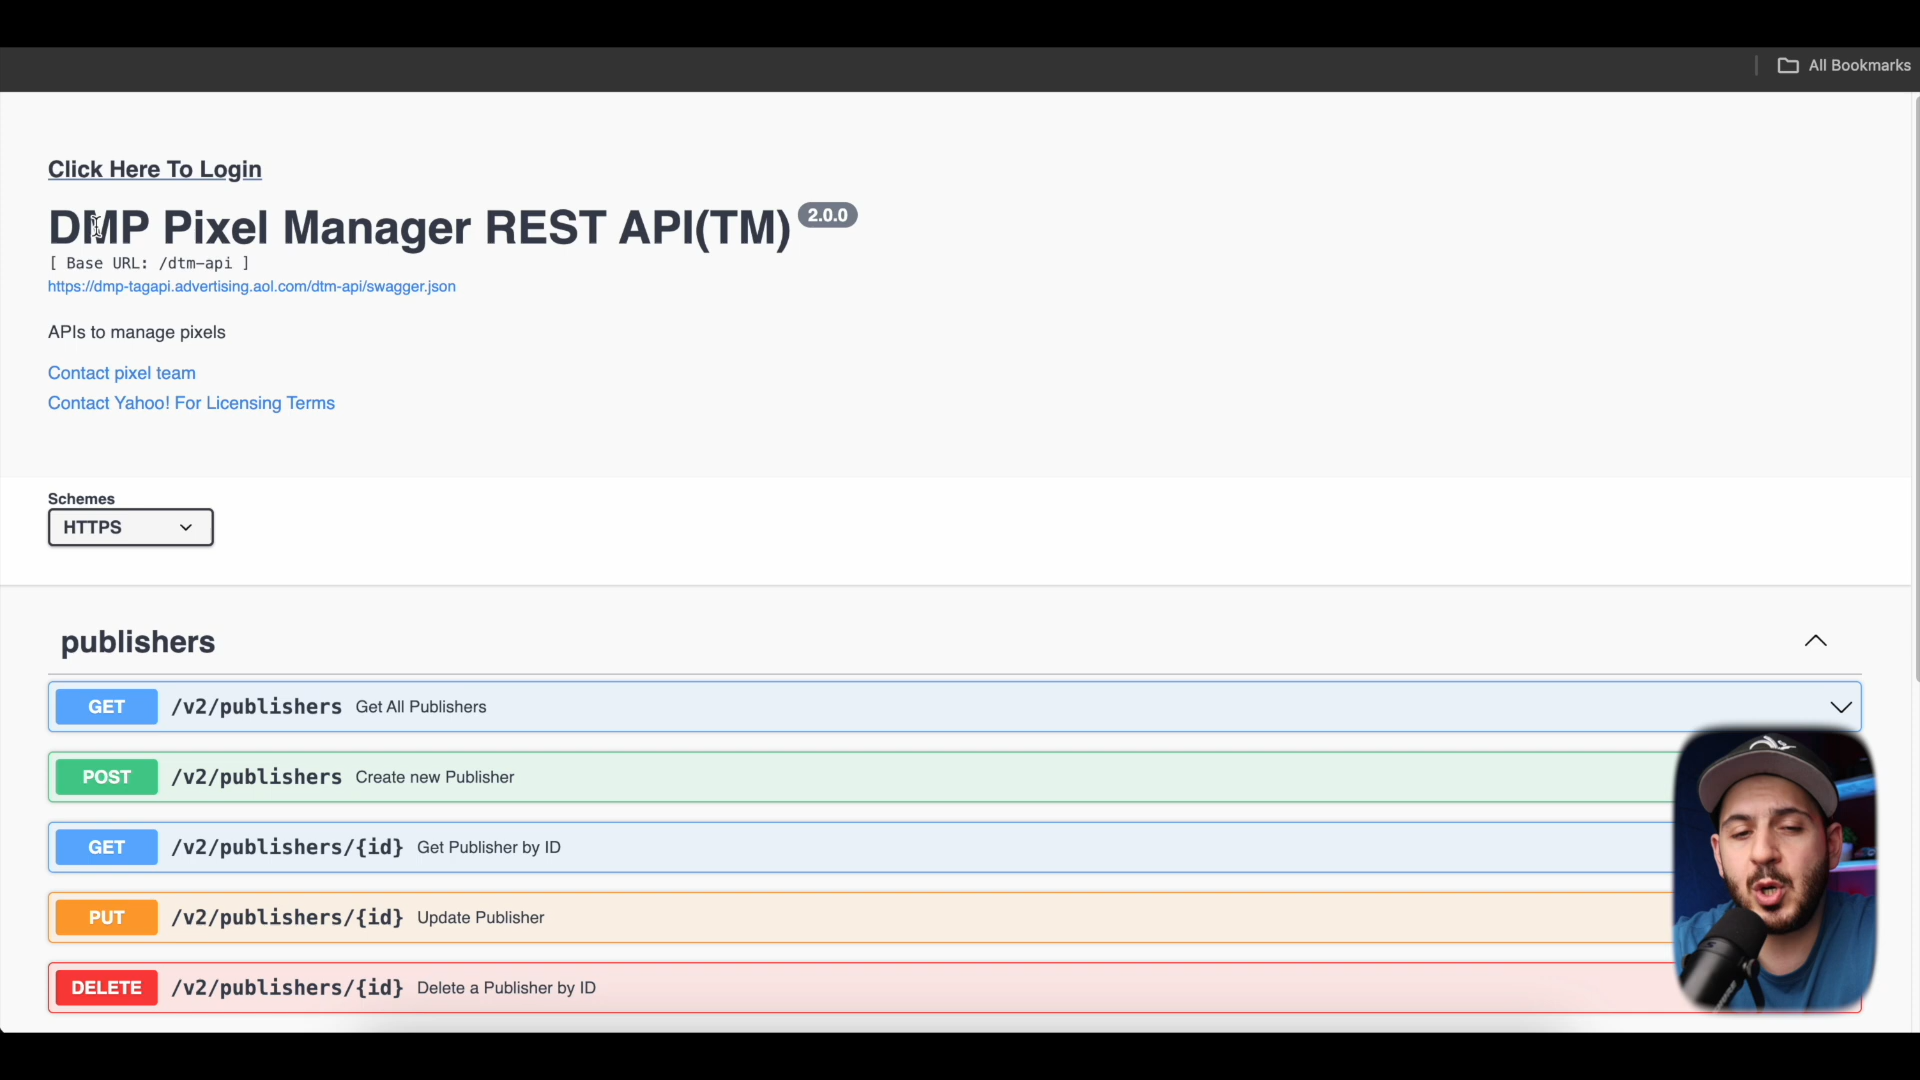 All Bookmarks
Click Here To Login
DMP Pixel Manager REST API(TM) 2.0.0
[ Base URL: /dtm-api ]
https://dmp-tagapi.advertising.aol.com/dtm-api/swagger.json
APIs to manage pixels
Contact pixel team
Contact Yahoo! For Licensing Terms
Schemes
HTTPS
publishers
GET /v2/publishers Get All Publishers
POST /v2/publishers Create new Publisher
GET /v2/publishers/{id} Get Publisher by ID
PUT /v2/publishers/{id} Update Publisher
DELETE /v2/publishers/{id} Delete a Publisher by ID